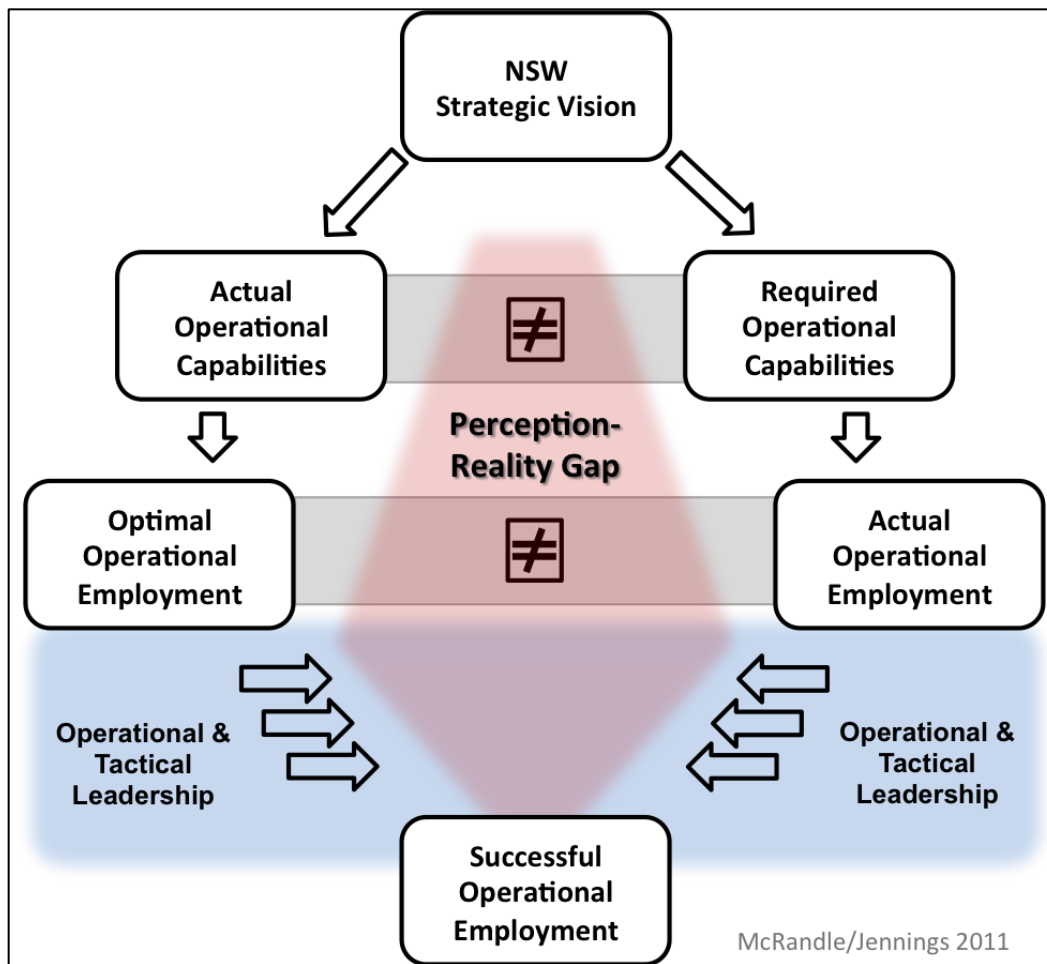 NSW
Strategic Vision
Actual
Operational
Capabilities
≠
Required
Operational
Capabilities
Perception-
Reality Gap
Optimal
Operational
Employment
≠
Actual
Operational
Employment
Operational &
Tactical
Leadership
Operational &
Tactical
Leadership
Successful
Operational
Employment
McRandle/Jennings 2011